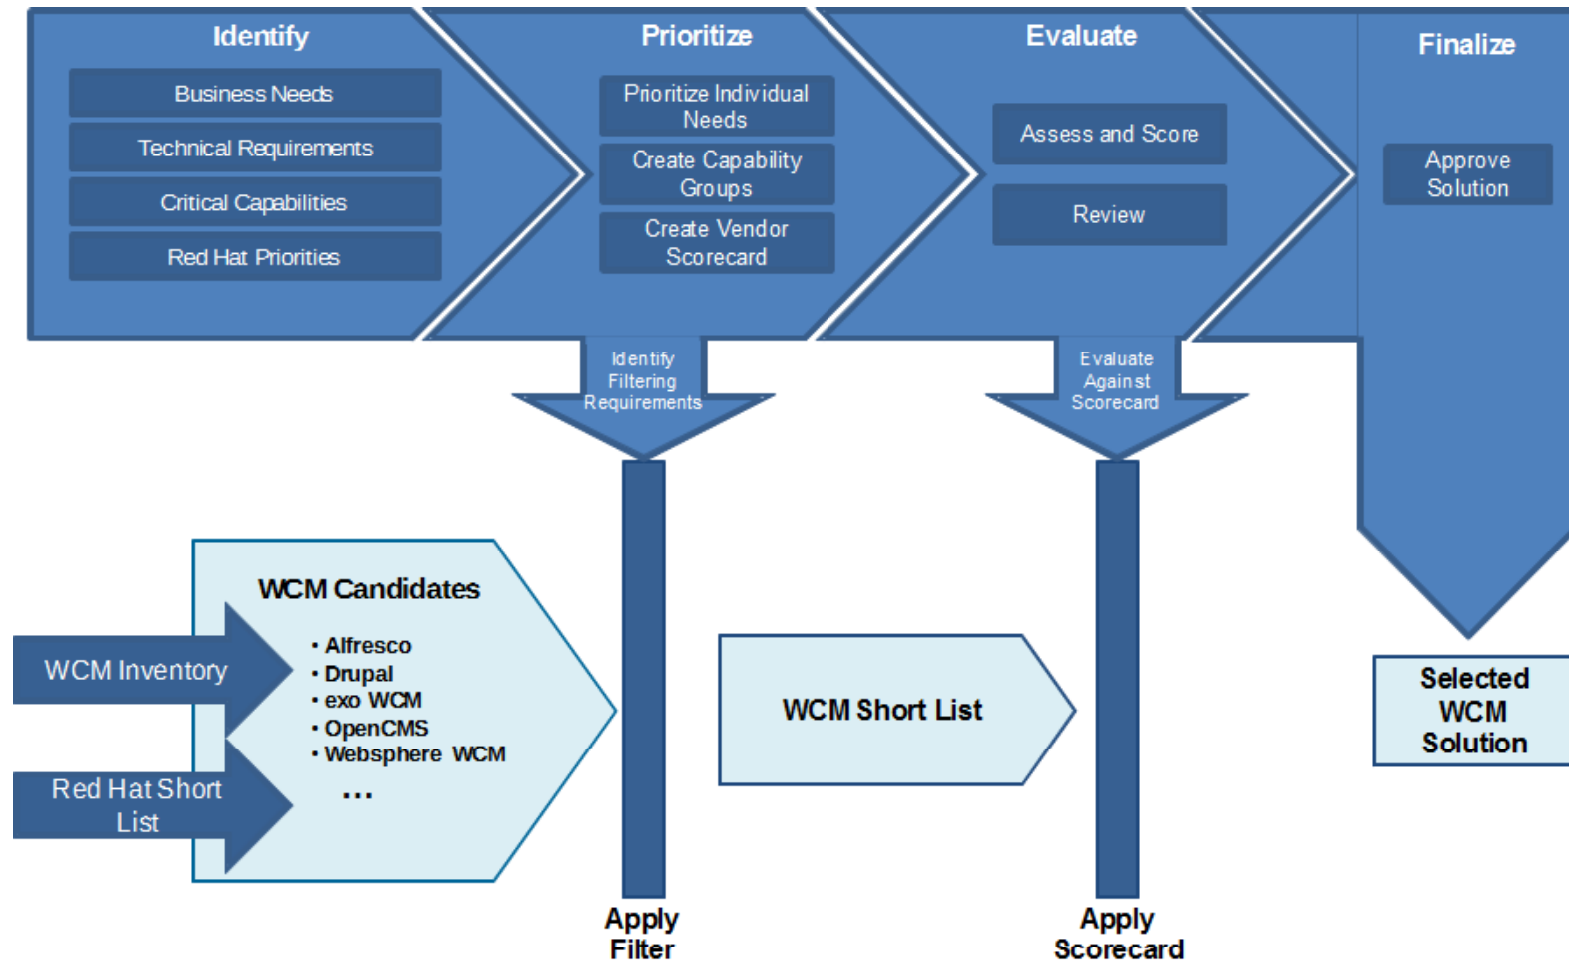 Identify
Business Needs
Technical Requirements
Critical Capabilities
Red Hat Priorities
Prioritize
Prioritize Individual
Needs
Create Capability
Groups
Create Vendor
Scorecard
Evaluate
Assess and Score
Review
Finalize
Approve
Solution
Identify
Filtering
Requirements
Evaluate
Against
Scorecard
WCM Inventory
Red Hat Short
List
WCM Candidates
• Alfresco
• Drupal
• exo WCM
• OpenCMS
• Websphere WCM
...
Apply
Filter
WCM Short List
Apply
Scorecard
Selected
WCM
Solution